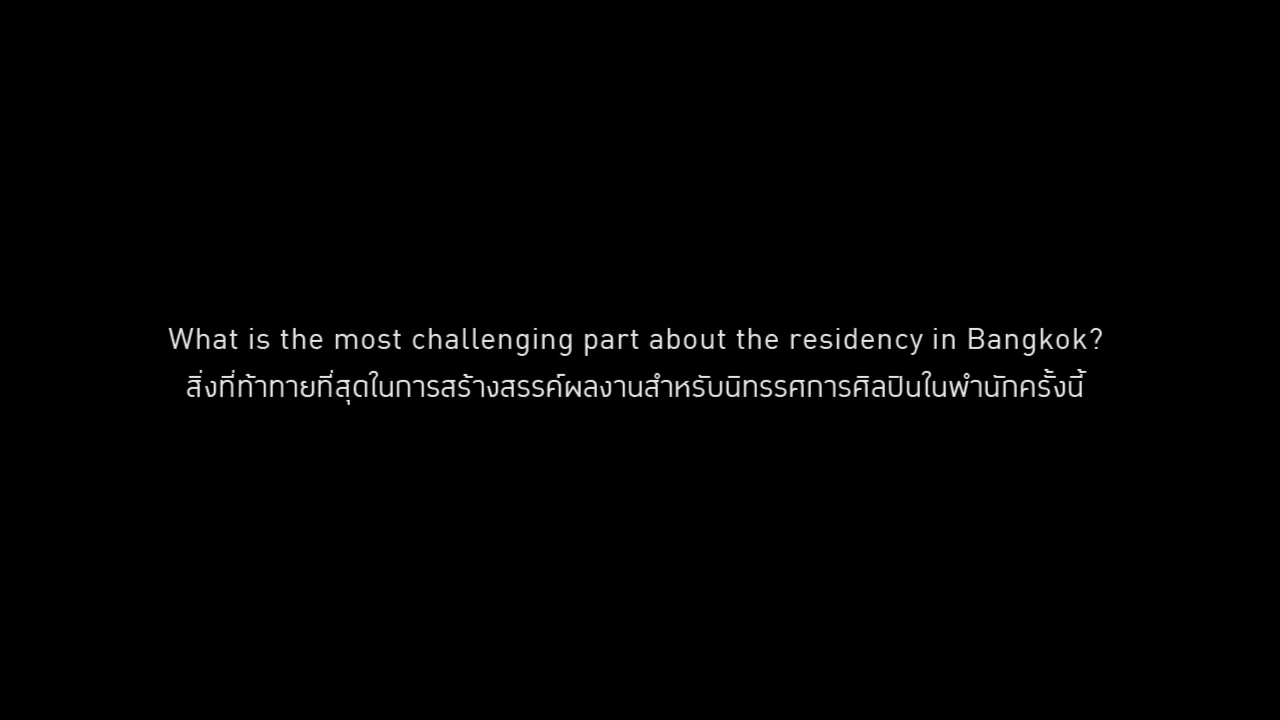 What is the most challenging part about the residency in Bangkok?
สิ่งที่ท้าทายที่สุดในการสร้างสรรค์ผลงานสำหรับนิทรรศการศิลปินในพำนักครั้งนี้